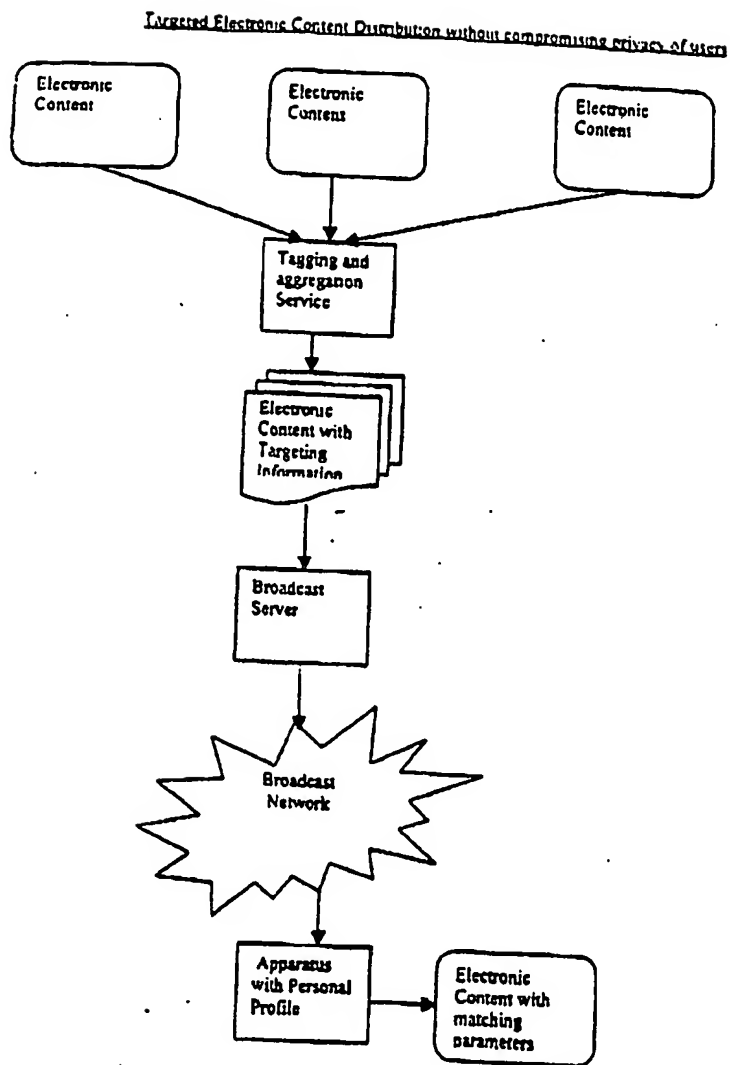 Targeted Electronic Content Distribution without compromising privacy of users
Electronic
Content
Electronic
Content
Electronic
Content
Tagging and
aggregation
Service
Electronic
Content with
Targeting
Information
Broadcast
Server
Broadcast
Network
Apparatus
with Personal
Profile
Electronic
Content with
matching
parameters